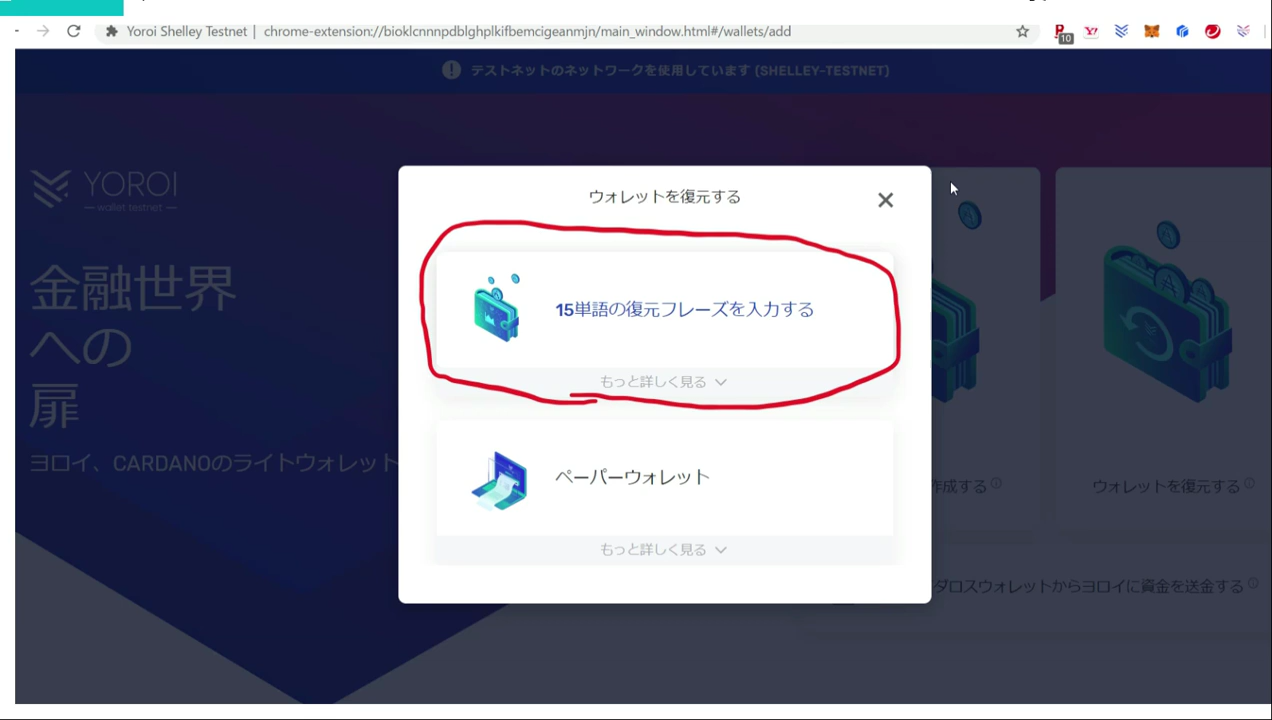 Yoroi Shelley Testnet | chrome-extension://bioklcnnnpdblghplkifbemcigeanmjn/main_window.html#/wallets/add
10
テストネットのネットワークを使用しています (SHELLEY-TESTNET)
YOROI
wallet testnet
金融世界
への
扉
ヨロイ、CARDANOのライトウォレット
ウォレットを復元する
15単語の復元フレーズを入力する
もっと詳しく見る
ペーパーウォレット
もっと詳しく見る
作成する
ウォレットを復元する
ダロスウォレットからヨロイに資金を送金する